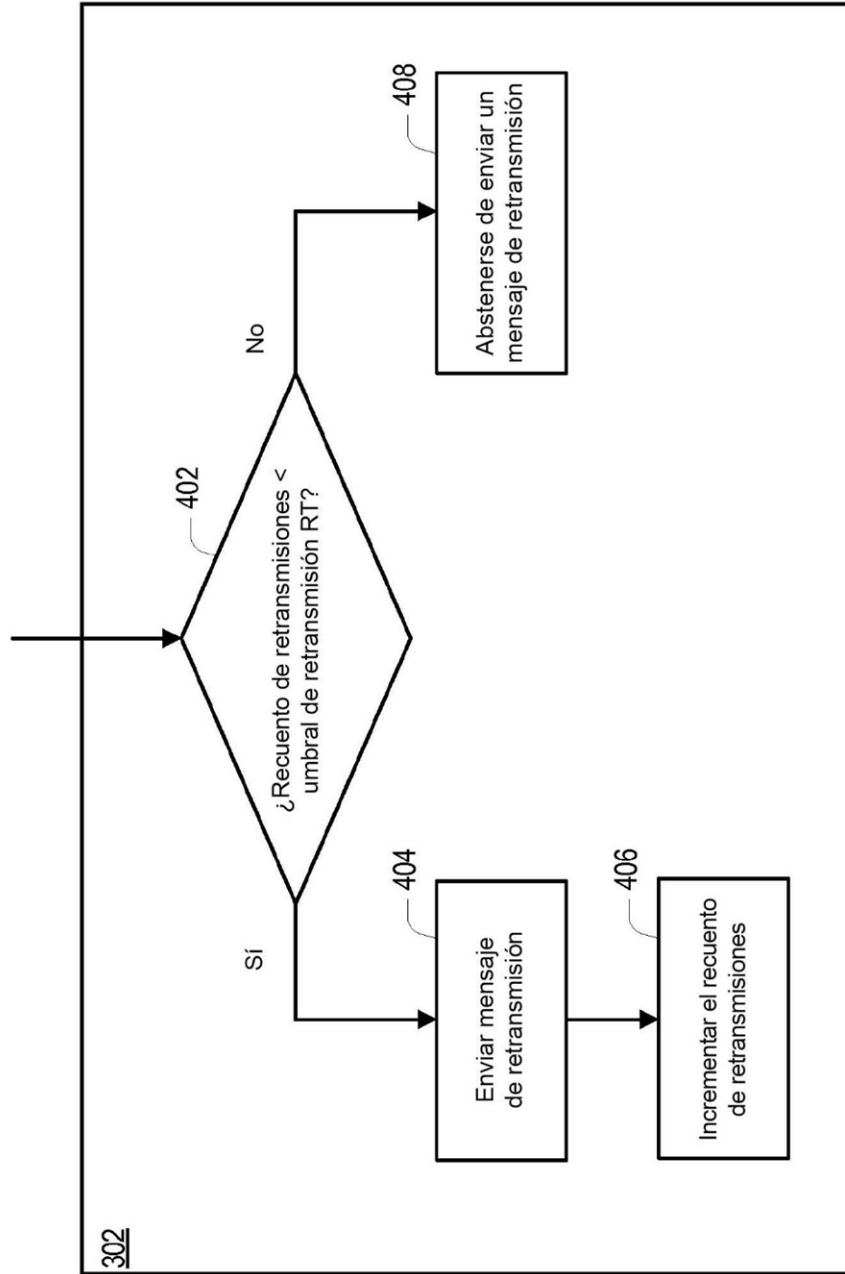 302
402
¿Recuento de retransmisiones <
umbral de retransmisión RT?
Sí
No
404
Enviar mensaje
de retransmisión
408
Abstenerse de enviar un
mensaje de retransmisión
406
Incrementar el recuento
de retransmisiones